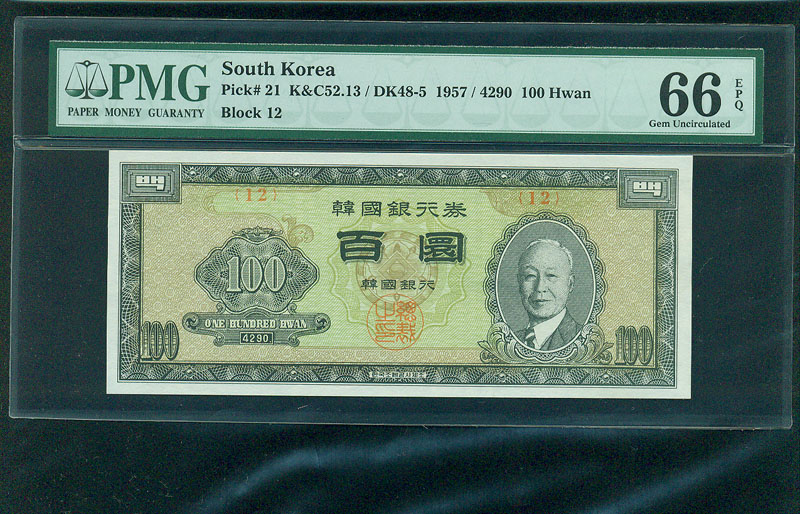 PMG
PAPER MONEY GUARANTY
South Korea
Pick# 21 K&C52.13 / DK48-5 1957 / 4290 100 Hwan
Block 12
66 EPQ
Gem Uncirculated
백 백
{12} {12}
韓國銀行券
百圜
韓國銀行
100
ONE HUNDRED HWAN
4290
100 100